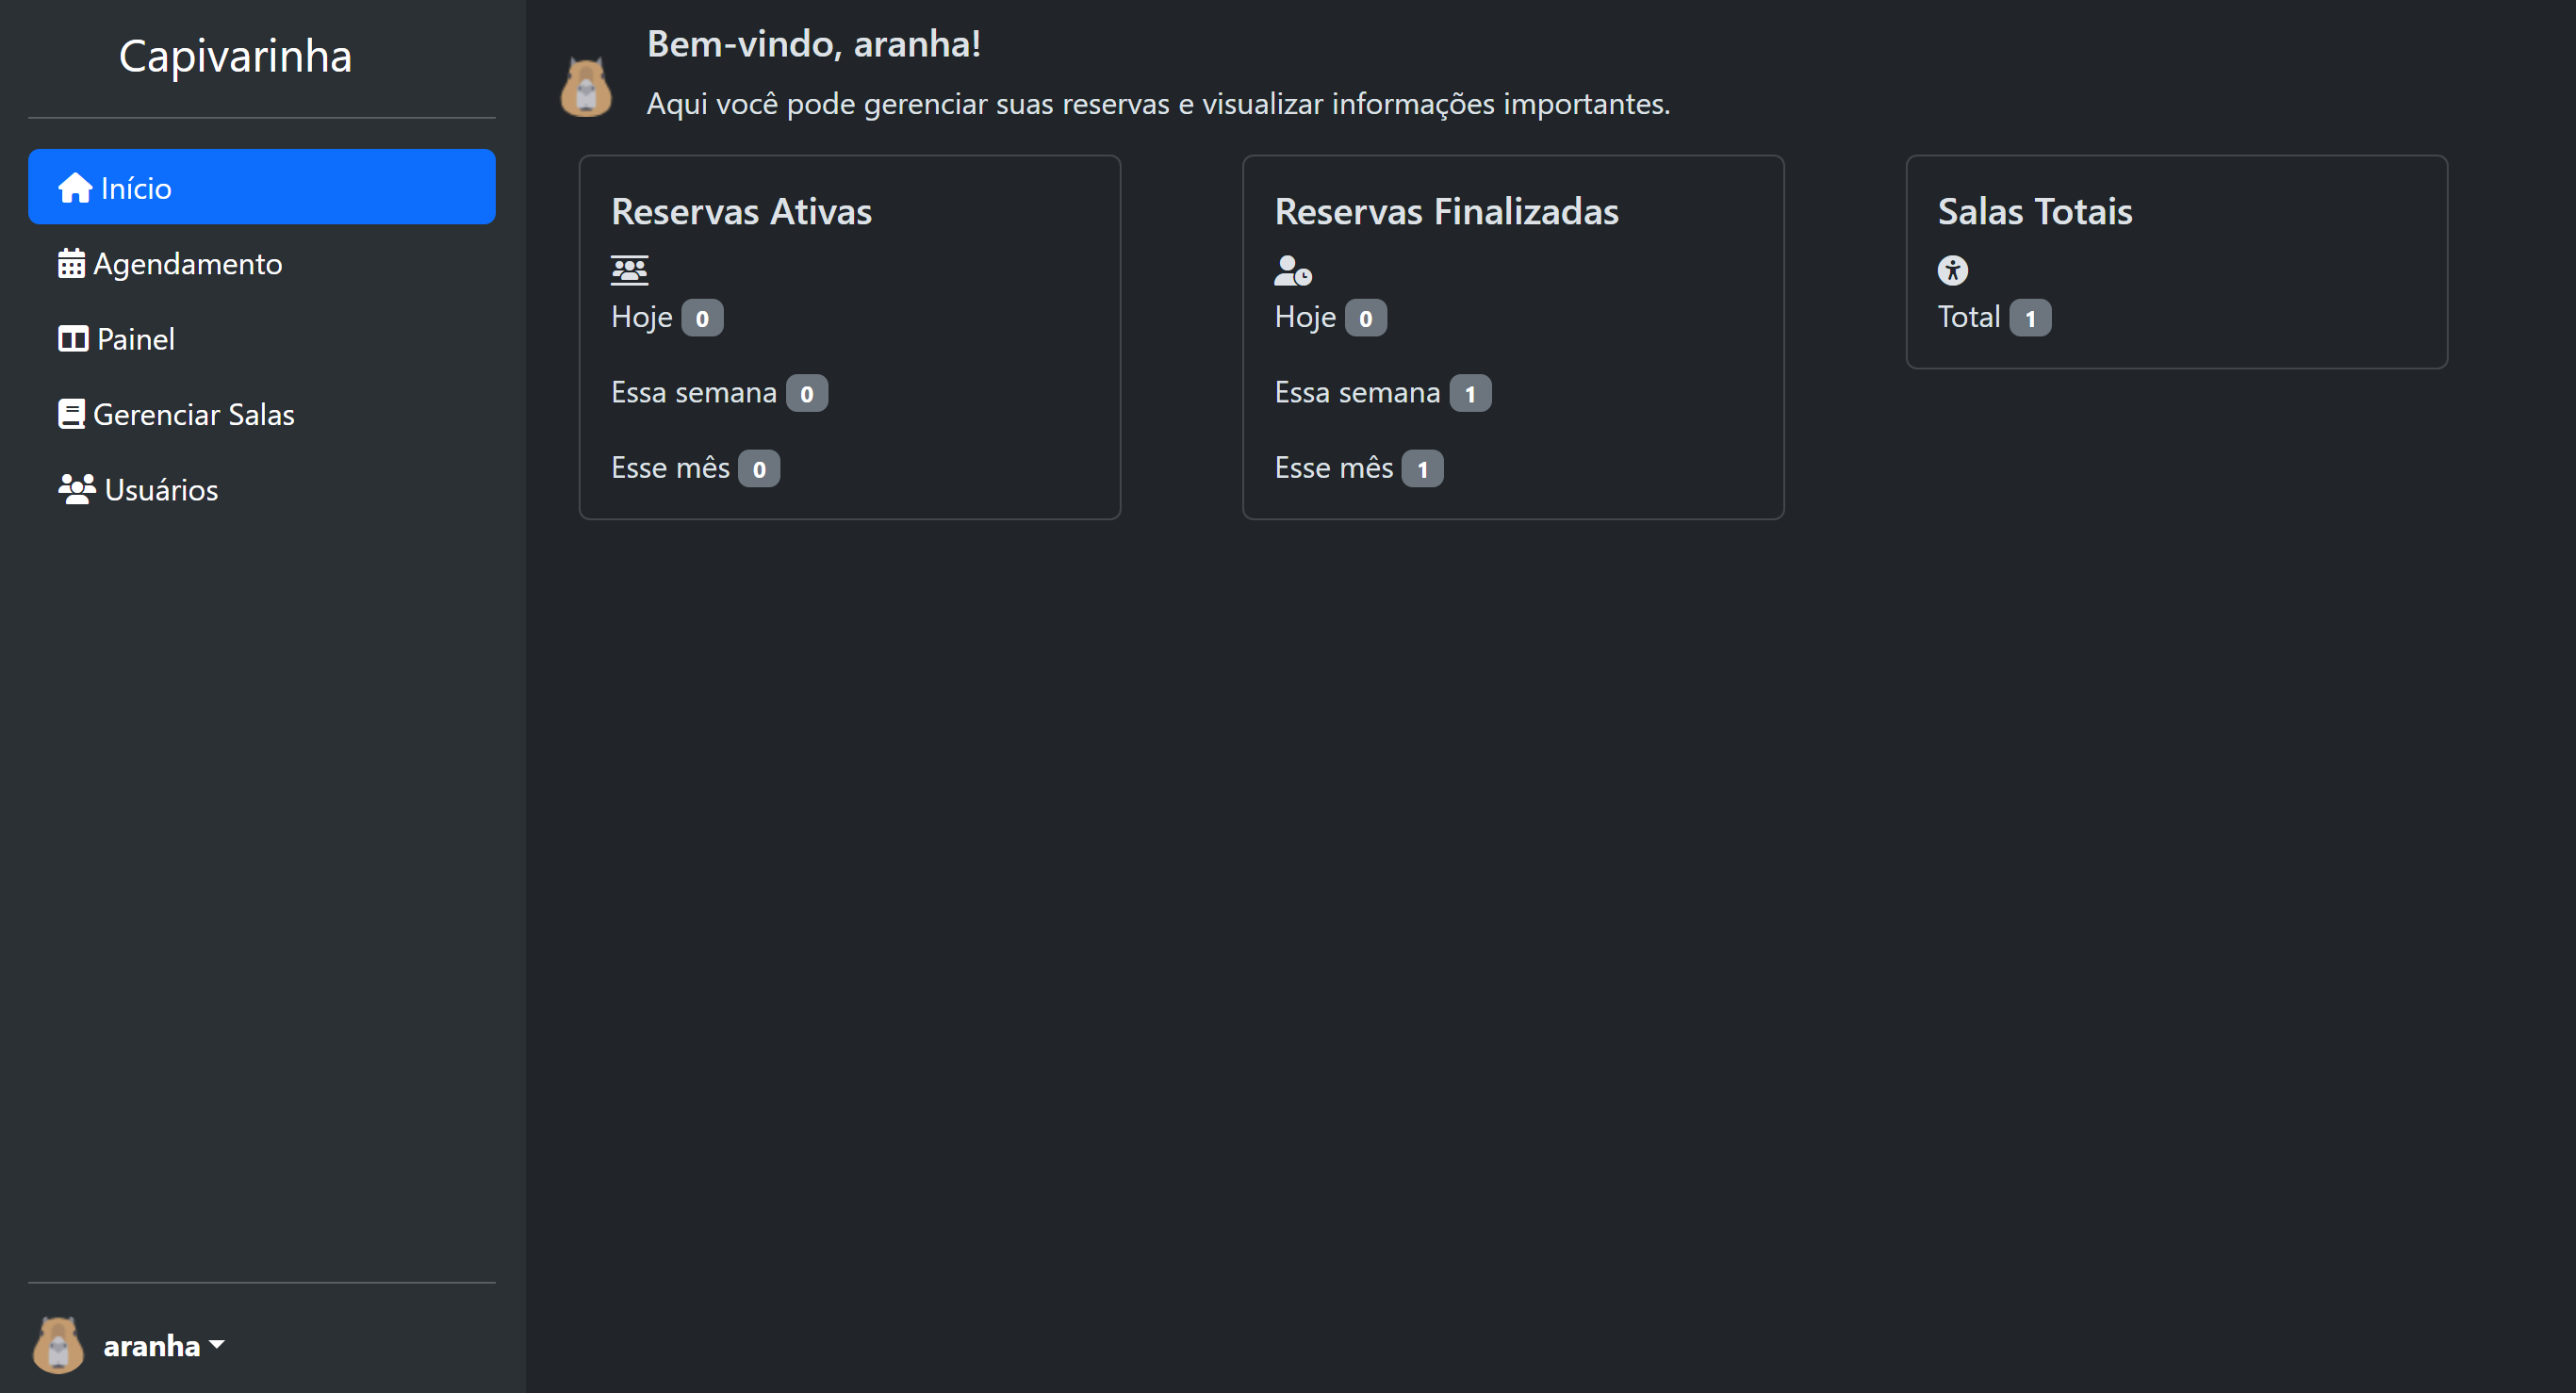 Capivarinha
Início
Agendamento
Painel
Gerenciar Salas
Usuários
aranha
Bem-vindo, aranha!
Aqui você pode gerenciar suas reservas e visualizar informações importantes.
Reservas Ativas
Hoje 0
Essa semana 0
Esse mês 0
Reservas Finalizadas
Hoje 0
Essa semana 1
Esse mês 1
Salas Totais
Total 1